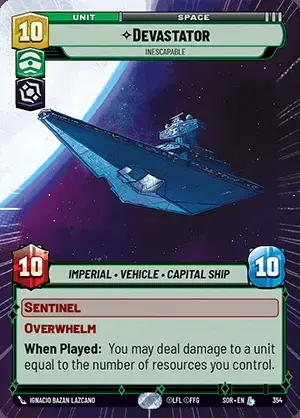 UNIT SPACE
10
✧DEVASTATOR
INESCAPABLE
10
IMPERIAL • VEHICLE • CAPITAL SHIP
10
SENTINEL
OVERWHELM
When Played: You may deal damage to a unit
equal to the number of resources you control.
IGNACIO BAZAN LAZCANO ©LFL ©FFG SOR • EN L 354